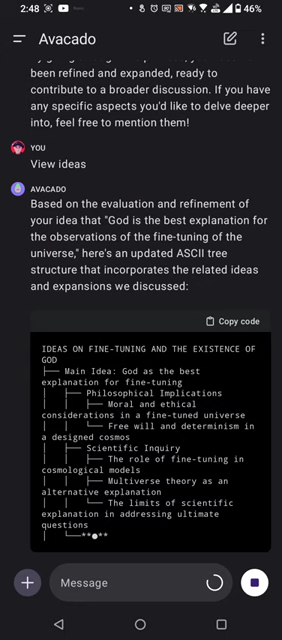 2:48
46%
Avacado
been refined and expanded, ready to
contribute to a broader discussion. If you have
any specific aspects you'd like to delve deeper
into, feel free to mention them!
YOU
View ideas
AVACADO
Based on the evaluation and refinement of
your idea that "God is the best explanation for
the observations of the fine-tuning of the
universe," here's an updated ASCII tree
structure that incorporates the related ideas
and expansions we discussed:
Copy code
IDEAS ON FINE-TUNING AND THE EXISTENCE OF
GOD
├── Main Idea: God as the best
explanation for fine-tuning
│   ├── Philosophical Implications
│   │   ├── Moral and ethical
considerations in a fine-tuned universe
│   │   └── Free will and determinism in
a designed cosmos
│   ├── Scientific Inquiry
│   │   ├── The role of fine-tuning in
cosmological models
│   │   ├── Multiverse theory as an
alternative explanation
│   │   └── The limits of scientific
explanation in addressing ultimate
questions
│   └──**●**
Message